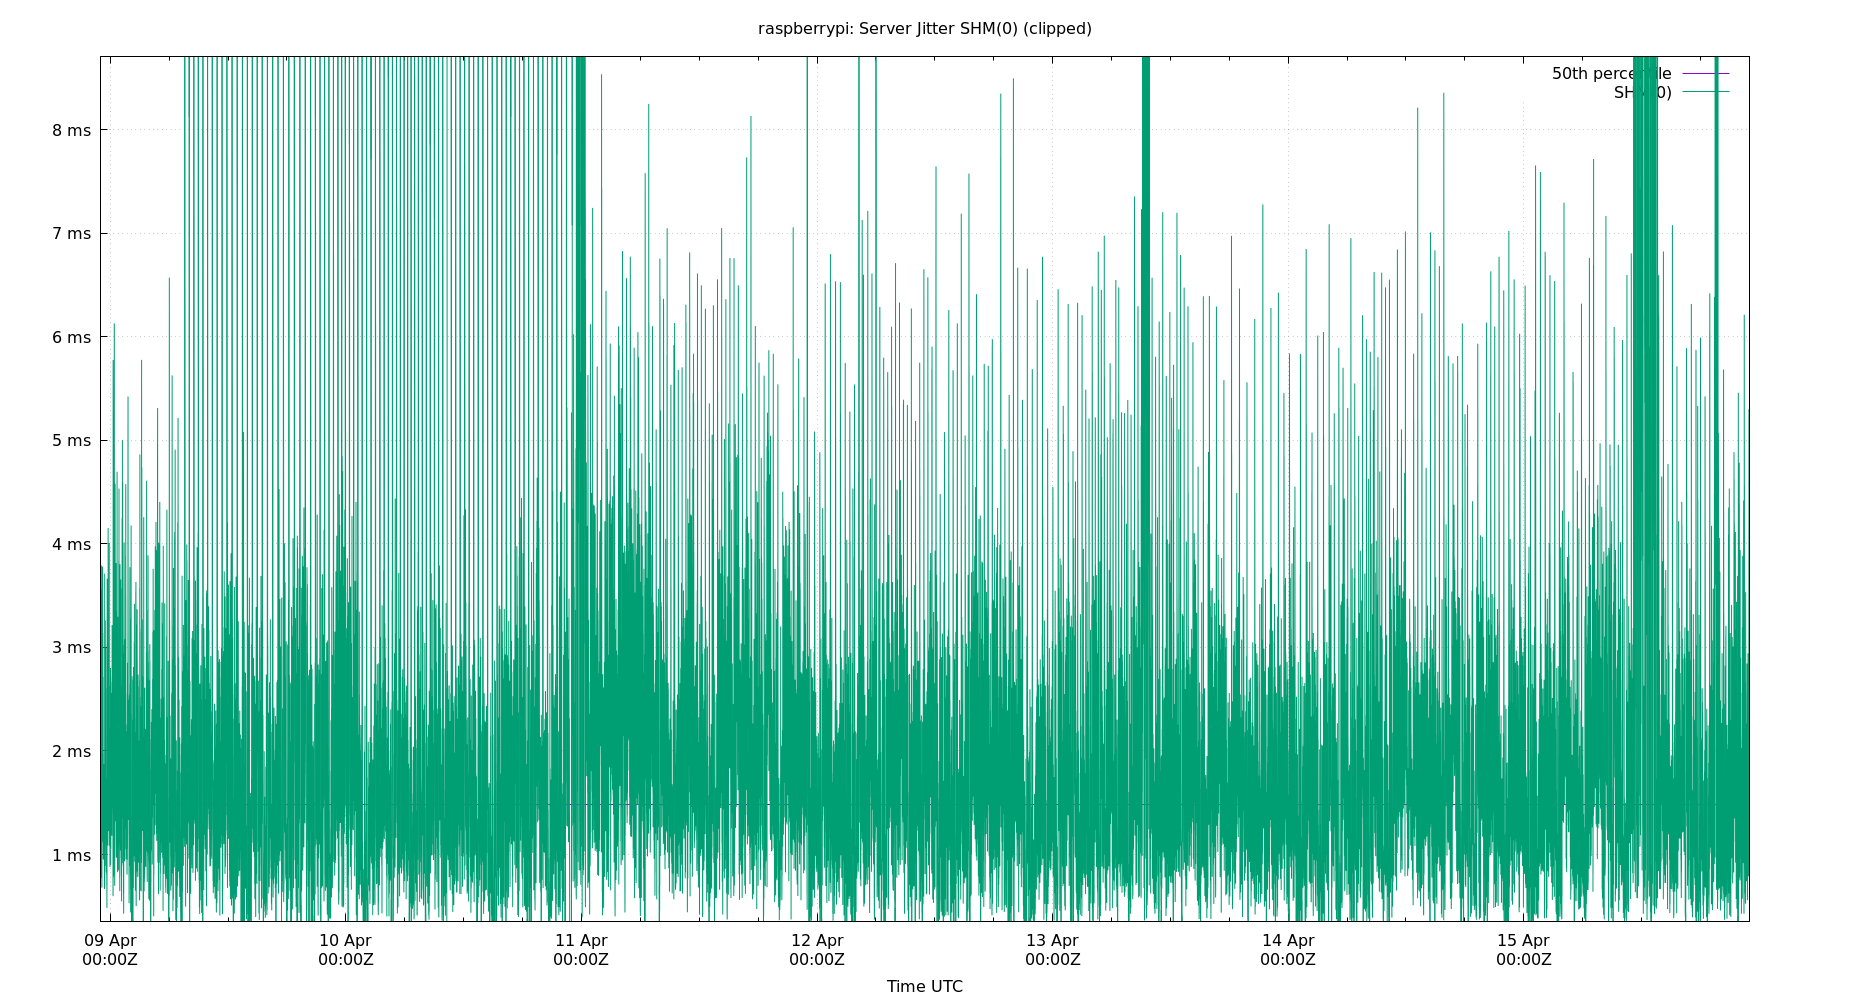 raspberrypi: Server Jitter SHM(0) (clipped)
50th percentile
SHM(0)
8 ms
7 ms
6 ms
5 ms
4 ms
3 ms
2 ms
1 ms
09 Apr 10 Apr 11 Apr 12 Apr 13 Apr 14 Apr 15 Apr
00:00Z 00:00Z 00:00Z 00:00Z 00:00Z 00:00Z 00:00Z
Time UTC